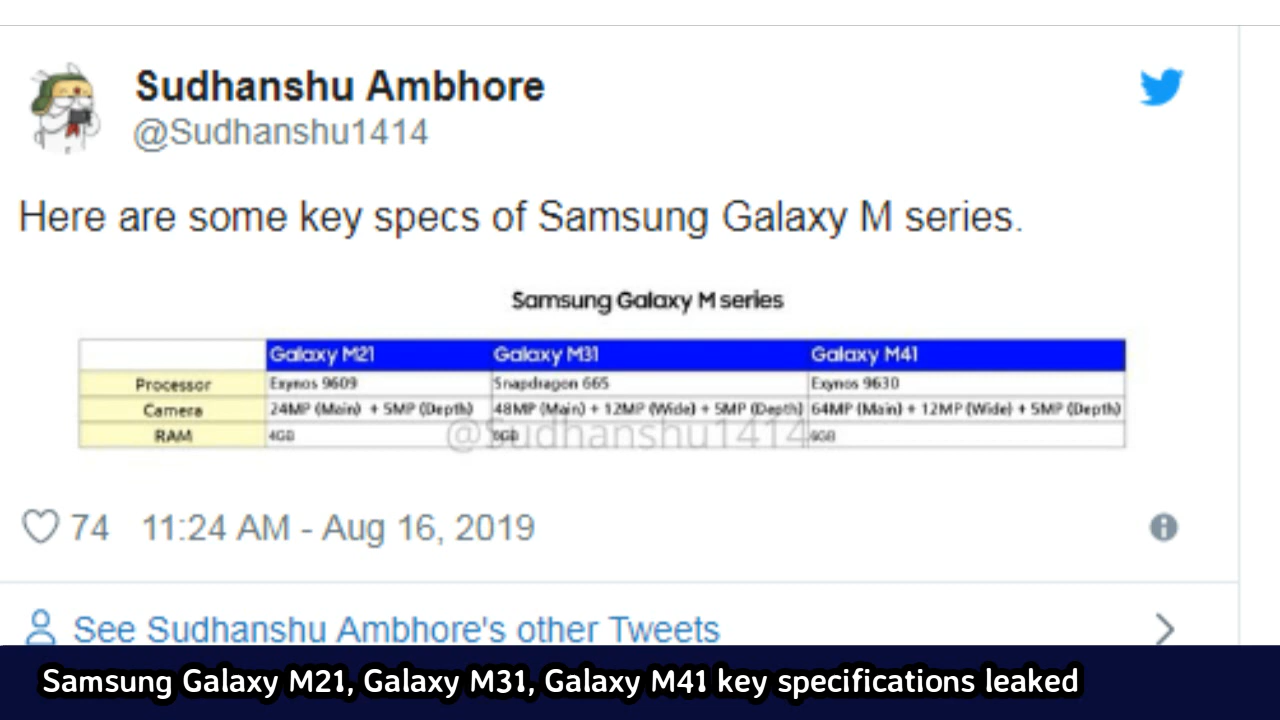 Sudhanshu Ambhore
@Sudhanshu1414
Here are some key specs of Samsung Galaxy M series.
Samsung Galaxy M series
Galaxy M21 Galaxy M31 Galaxy M41
Processor Exynos 9609 Snapdragon 665 Exynos 9630
Camera 24MP (Main) + 5MP (Depth) 48MP (Main) + 12MP (Wide) + 5MP (Depth) 64MP (Main) + 12MP (Wide) + 5MP (Depth)
RAM 4GB 6GB 6GB
@Sudhanshu1414
74 11:24 AM - Aug 16, 2019
See Sudhanshu Ambhore's other Tweets
Samsung Galaxy M21, Galaxy M31, Galaxy M41 key specifications leaked